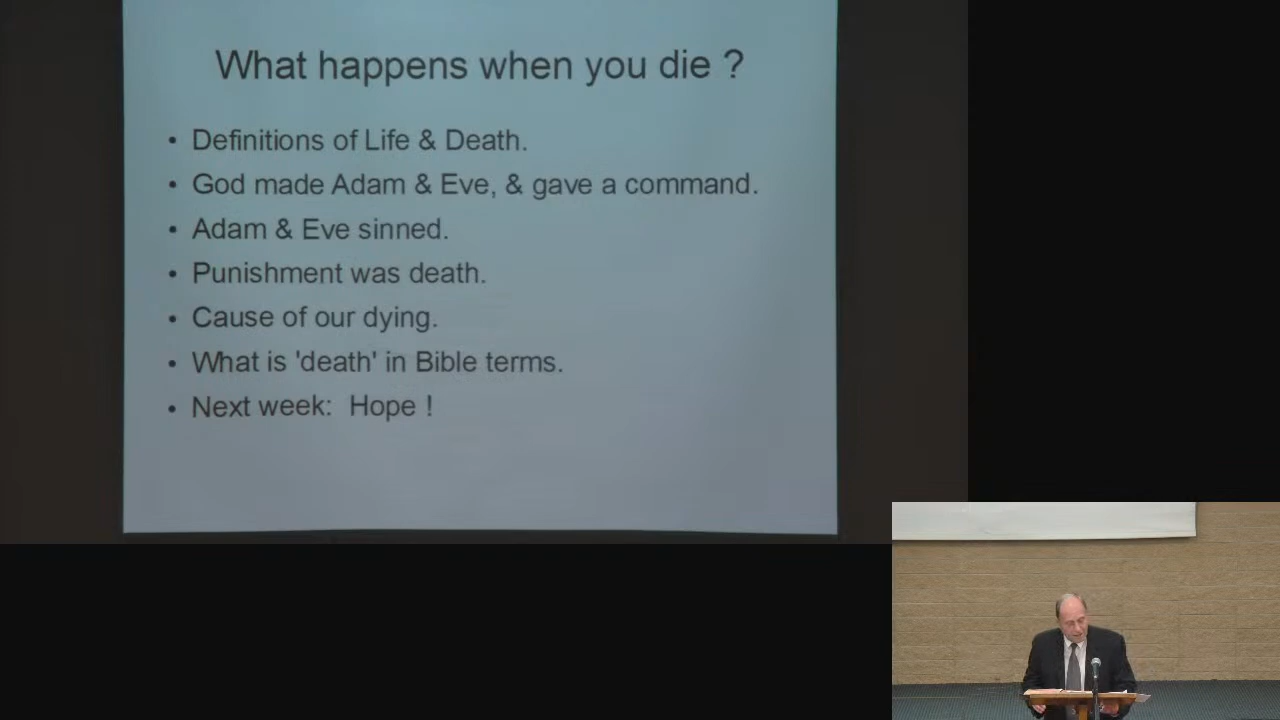 What happens when you die ?
• Definitions of Life & Death.
• God made Adam & Eve, & gave a command.
• Adam & Eve sinned.
• Punishment was death.
• Cause of our dying.
• What is 'death' in Bible terms.
• Next week:  Hope !